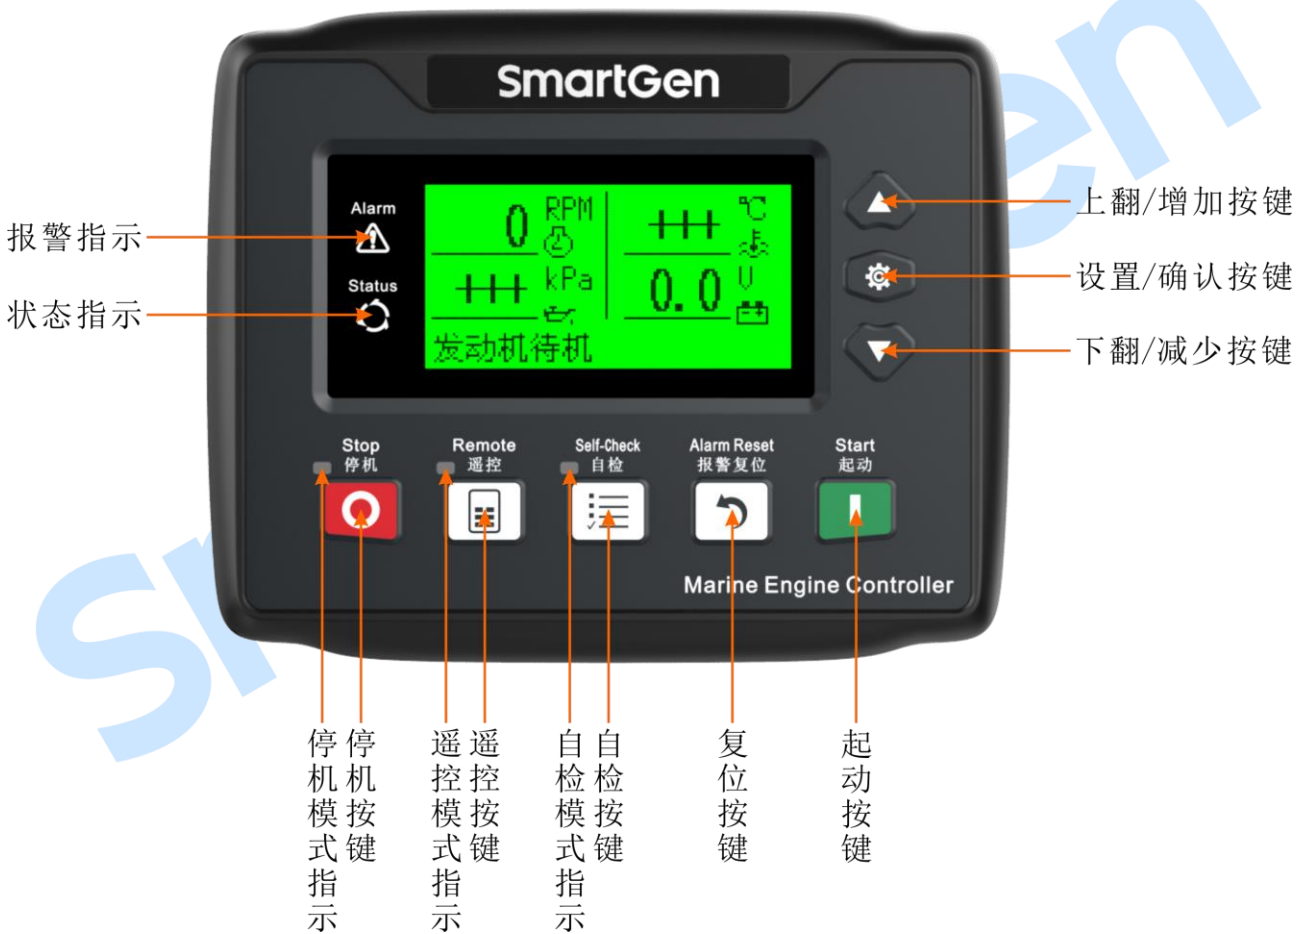 SmartGen
Alarm
Status
0 RPM
+++ ℃
+++ kPa
0.0 V
发动机待机
报警指示
状态指示
上翻/增加按键
设置/确认按键
下翻/减少按键
Stop
停机
Remote
遥控
Self-Check
自检
Alarm Reset
报警复位
Start
起动
Marine Engine Controller
停机模式指示
停机按键
遥控模式指示
遥控按键
自检模式指示
自检按键
复位按键
起动按键
SmartGen